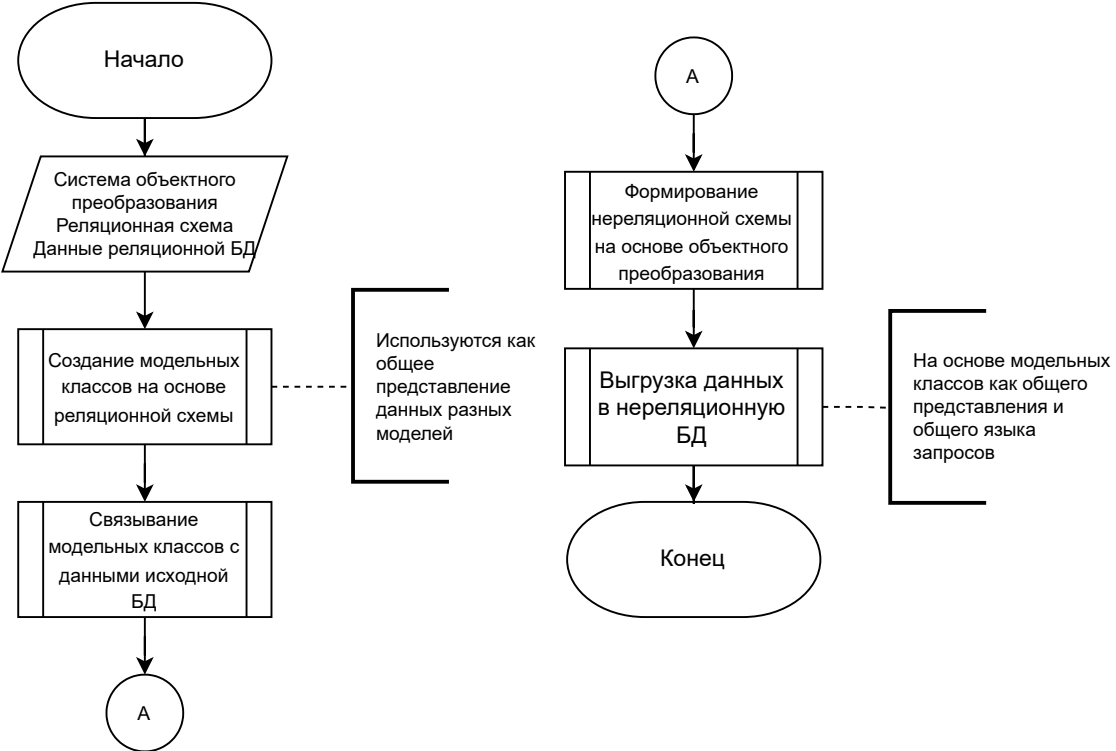 Начало
Система объектного
преобразования
Реляционная схема
Данные реляционной БД
Создание модельных
классов на основе
реляционной схемы
Используются как
общее
представление
данных разных
моделей
Связывание
модельных классов с
данными исходной
БД
А
А
Формирование
нереляционной схемы
на основе объектного
преобразования
Выгрузка данных
в нереляционную
БД
На основе модельных
классов как общего
представления и
общего языка
запросов
Конец